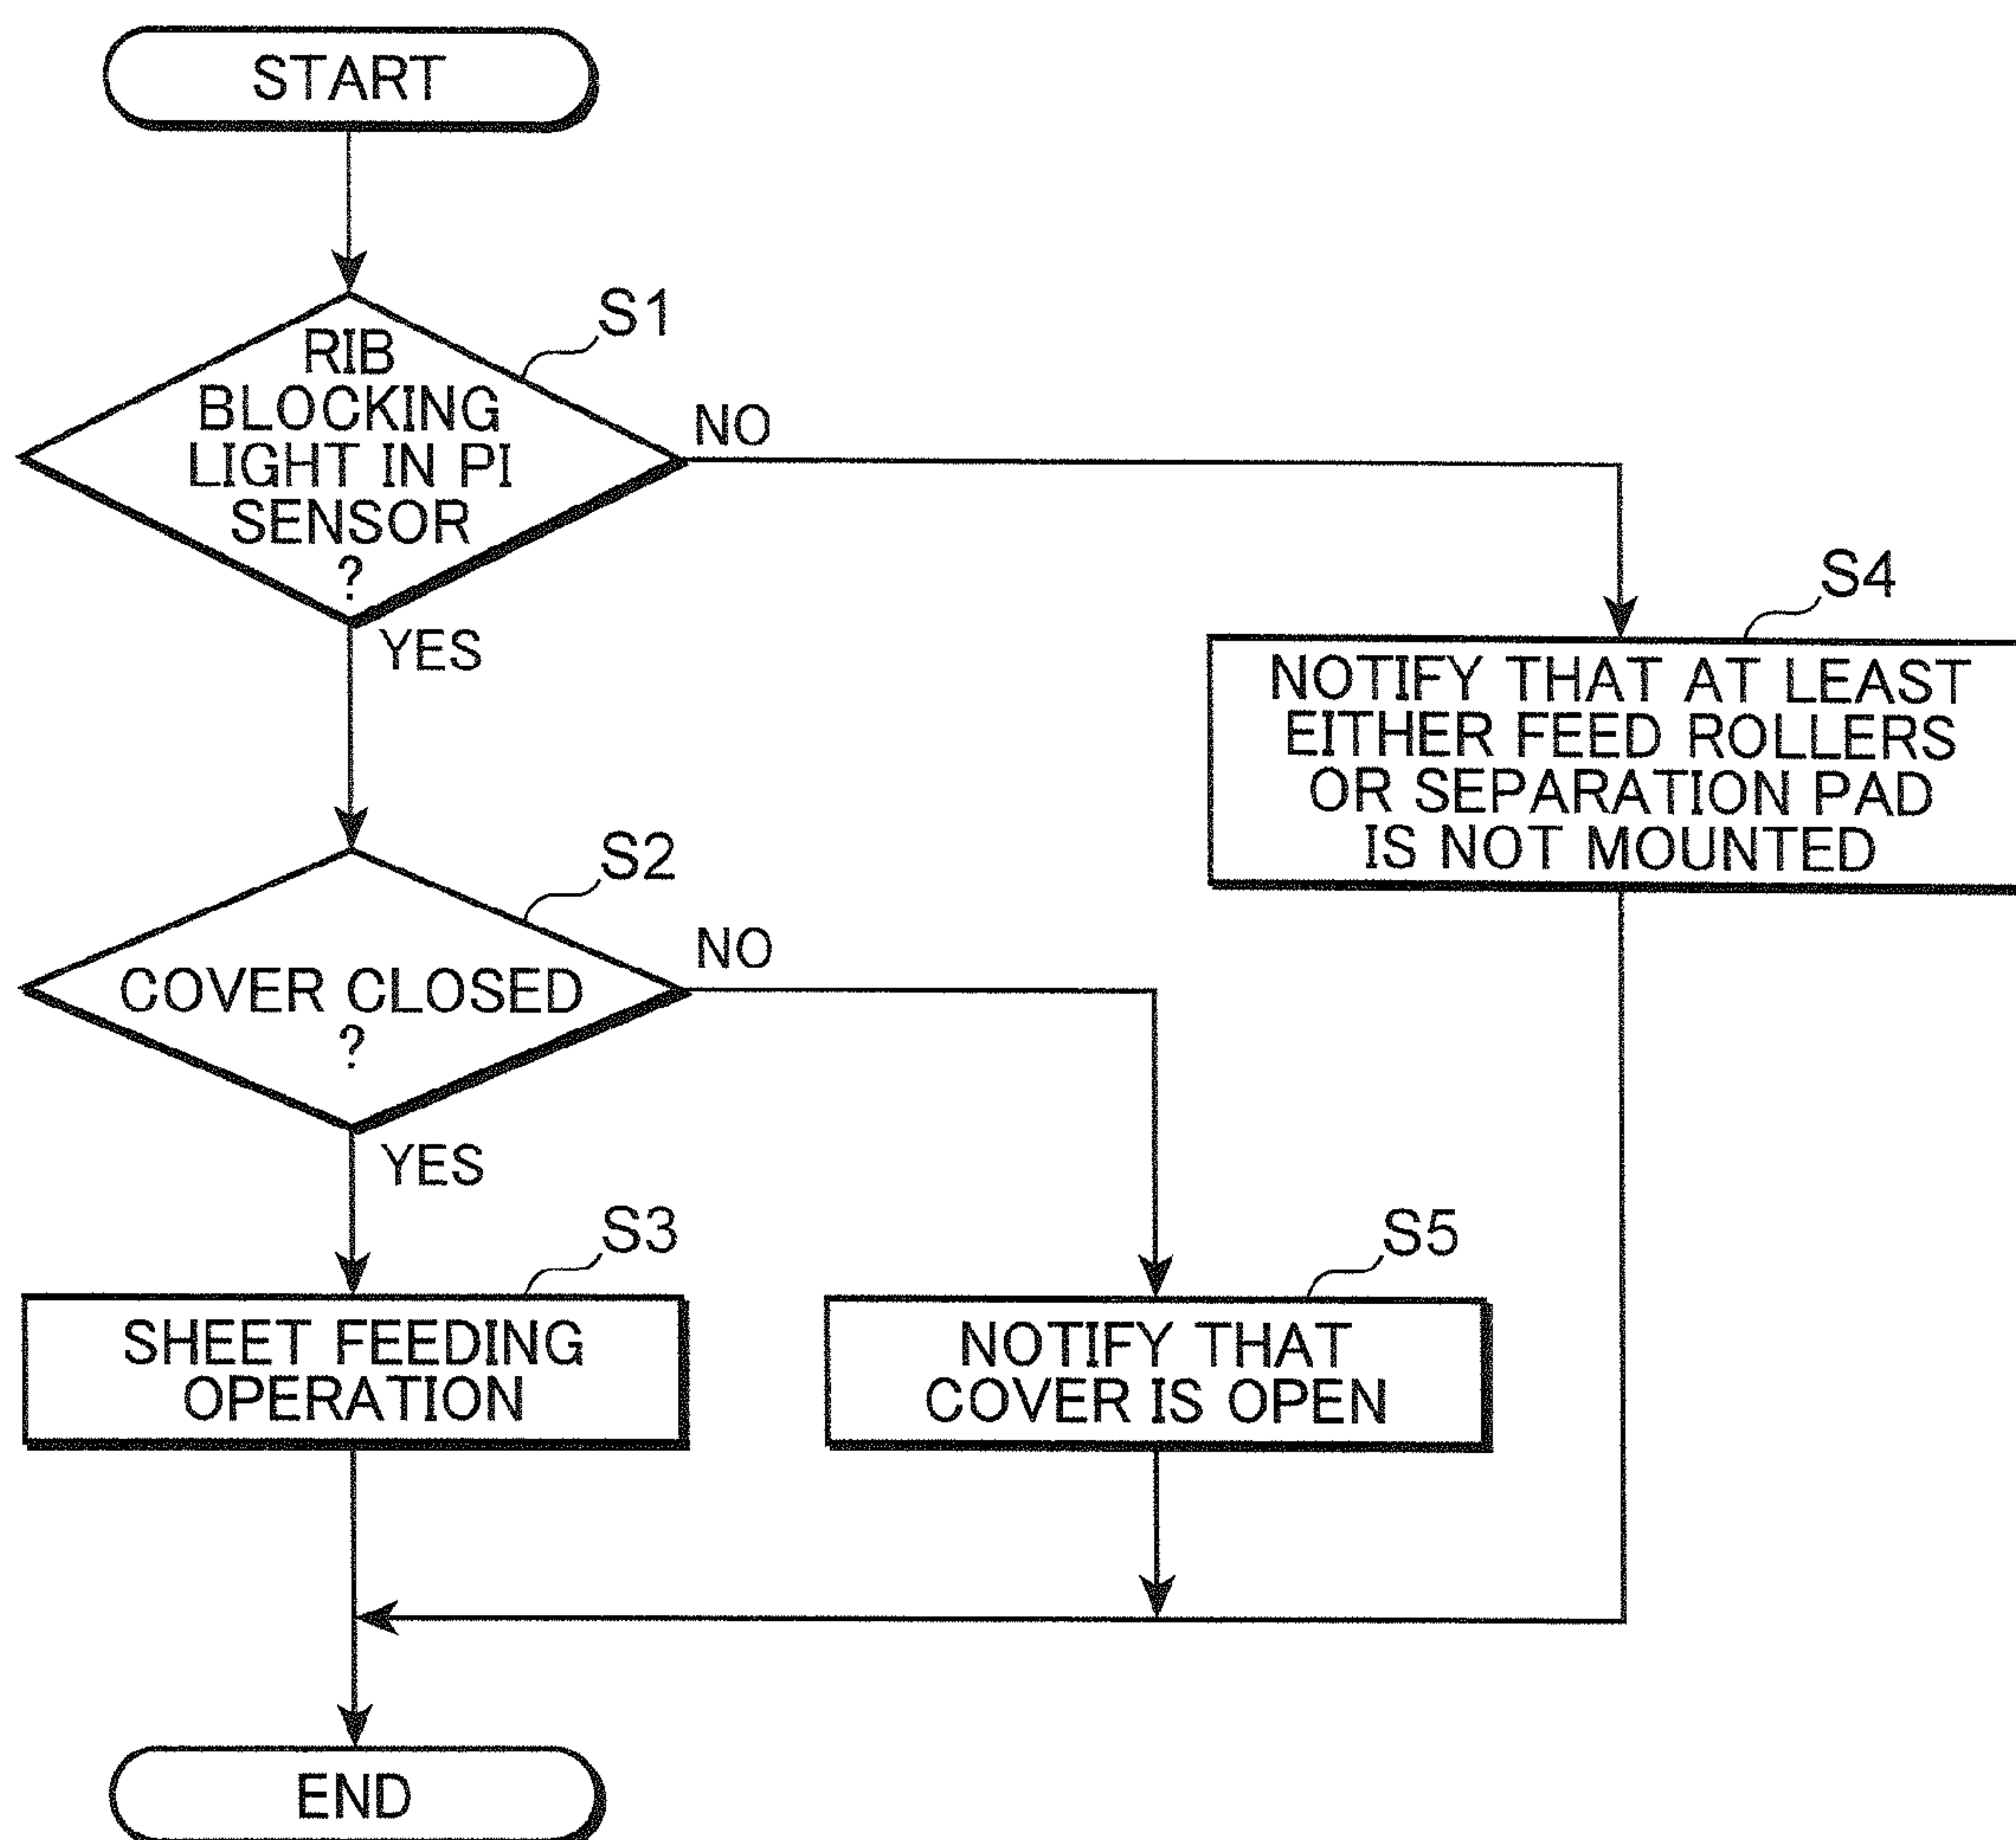 START
S1
RIB
BLOCKING
LIGHT IN PI
SENSOR
?
NO
YES
S4
NOTIFY THAT AT LEAST
EITHER FEED ROLLERS
OR SEPARATION PAD
IS NOT MOUNTED
S2
COVER CLOSED
?
NO
YES
S3
SHEET FEEDING
OPERATION
S5
NOTIFY THAT
COVER IS OPEN
END